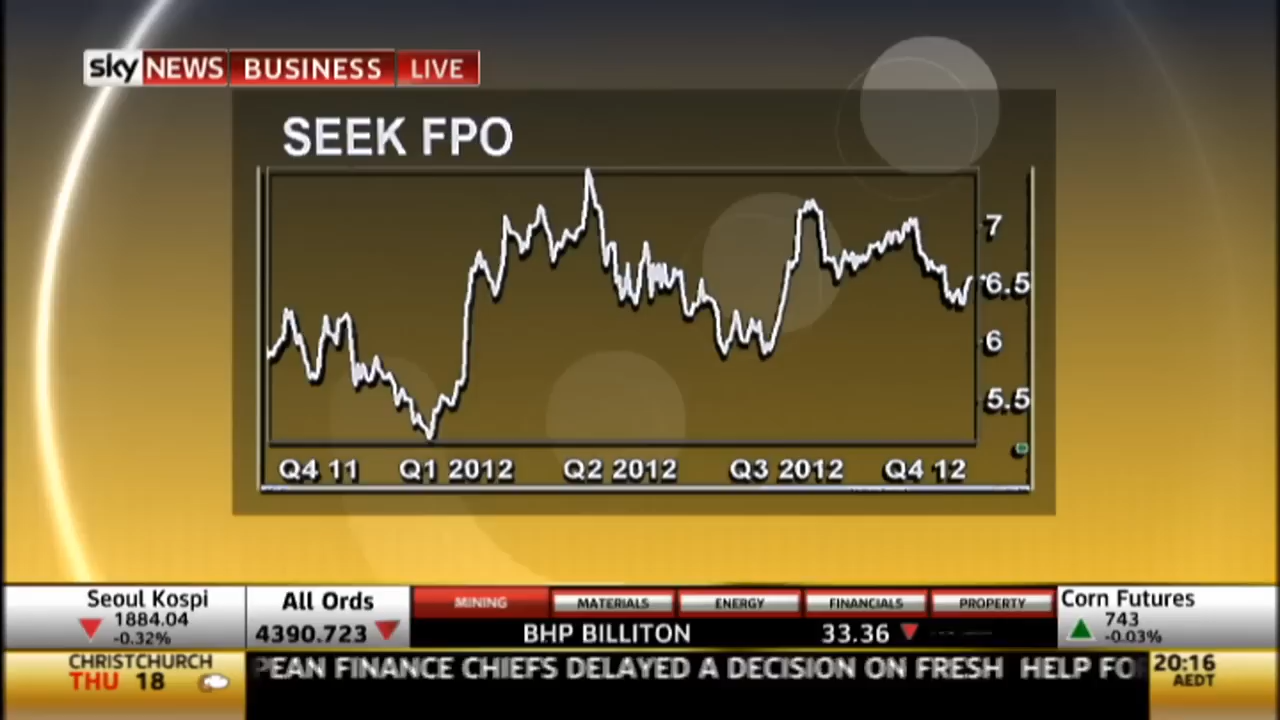 sky NEWS BUSINESS LIVE
SEEK FPO
7
6.5
6
5.5
Q4 11 Q1 2012 Q2 2012 Q3 2012 Q4 12
Seoul Kospi
1884.04
-0.32%
All Ords
4390.723
MINING MATERIALS ENERGY FINANCIALS PROPERTY
BHP BILLITON 33.36
Corn Futures
743
-0.03%
CHRISTCHURCH
THU 18
PEAN FINANCE CHIEFS DELAYED A DECISION ON FRESH HELP FO
20:16
AEDT